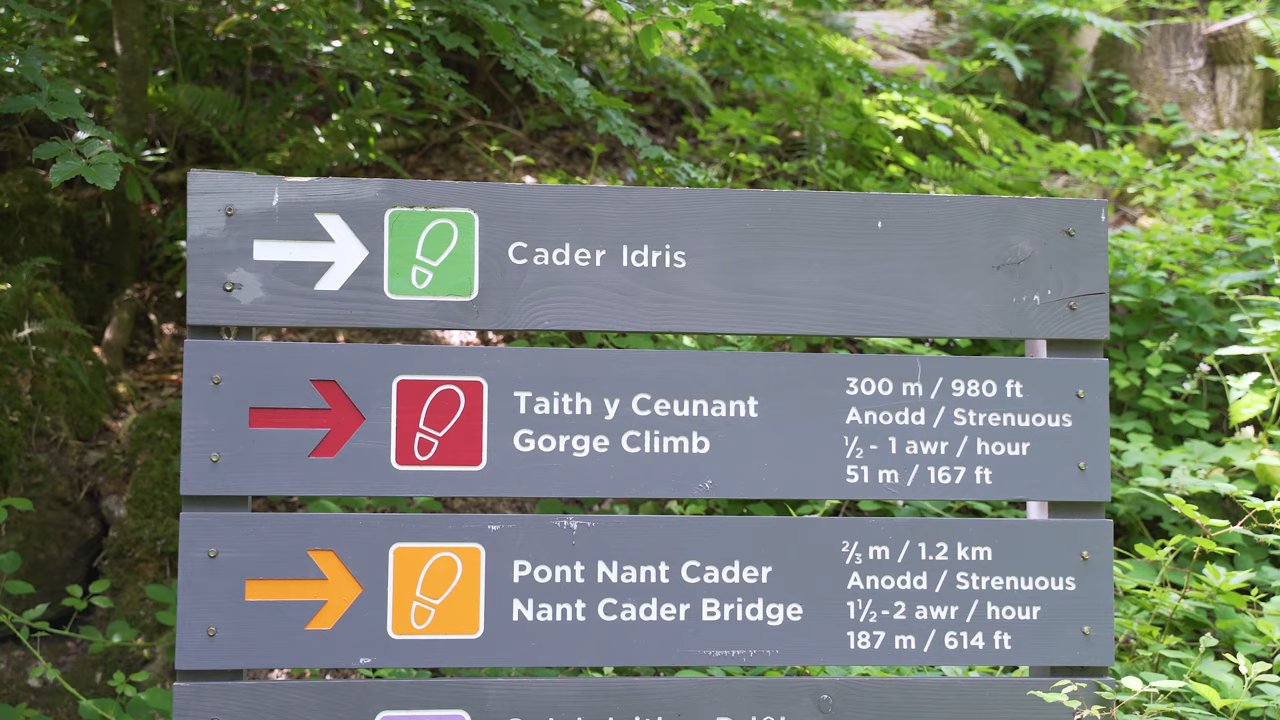 Cader Idris
Taith y Ceunant
Gorge Climb
300 m / 980 ft
Anodd / Strenuous
½ - 1 awr / hour
51 m / 167 ft
Pont Nant Cader
Nant Cader Bridge
⅔ m / 1.2 km
Anodd / Strenuous
1½ -2 awr / hour
187 m / 614 ft